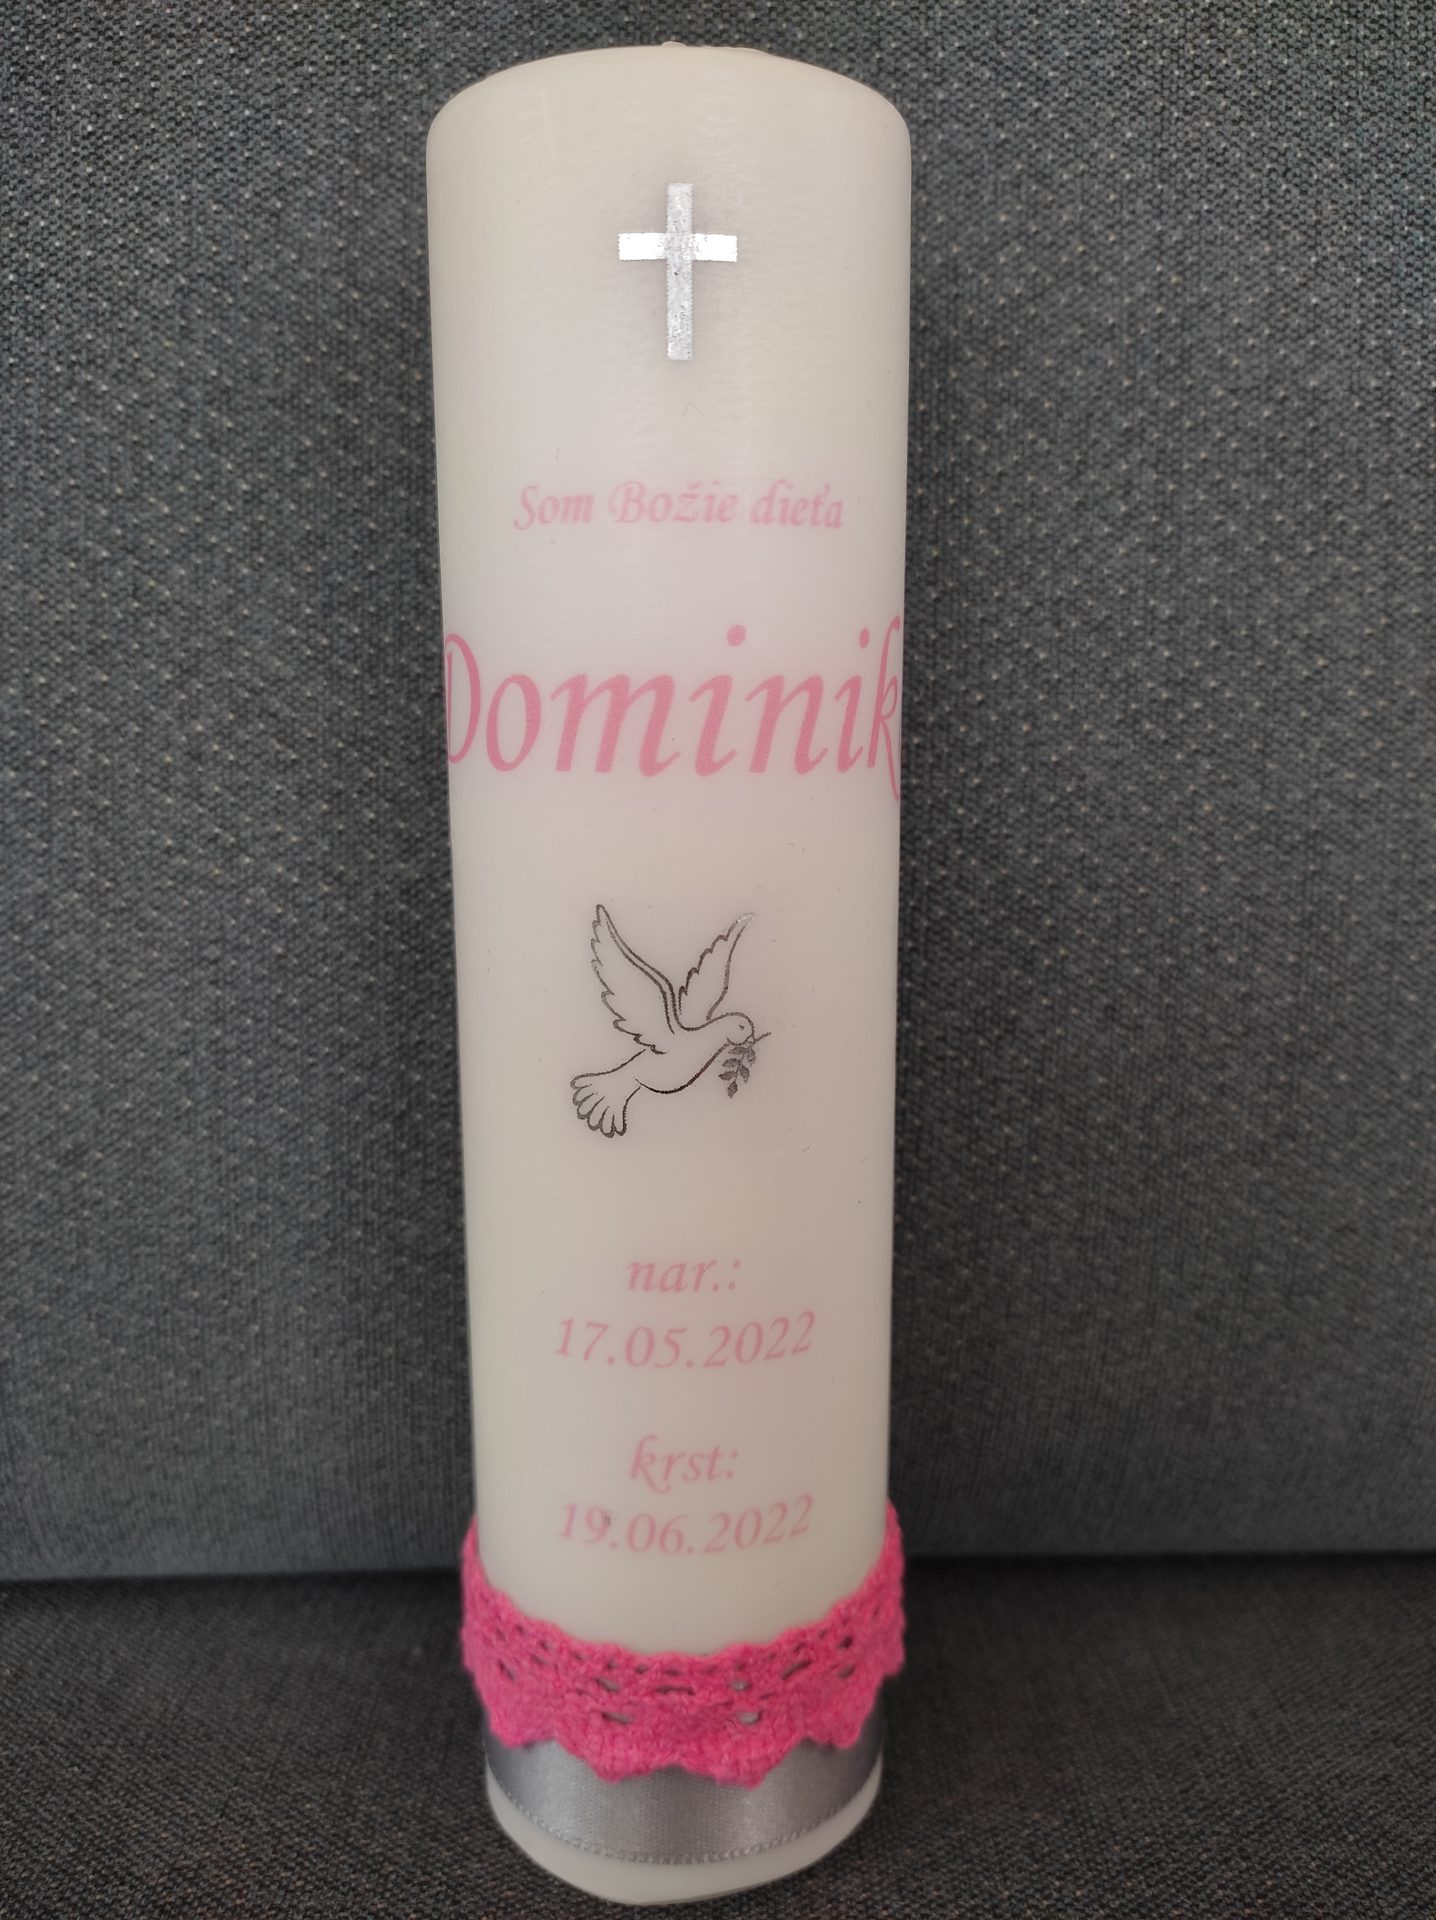 Som Božie dieťa
Dominik
nar.:
17.05.2022
krst:
19.06.2022